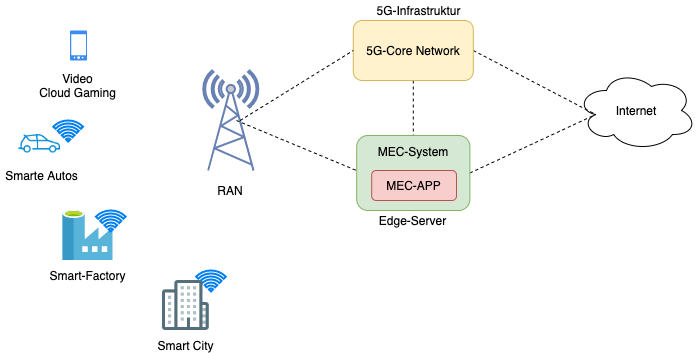 5G-Infrastruktur
5G-Core Network
Video
Cloud Gaming
Internet
MEC-System
Smarte Autos
MEC-APP
RAN
Edge-Server
Smart-Factory
Smart City